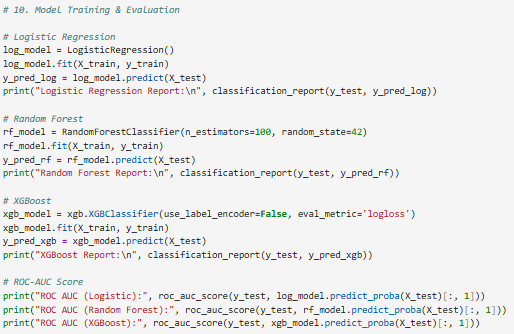 # 10. Model Training & Evaluation
# Logistic Regression
log_model = LogisticRegression()
log_model.fit(X_train, y_train)
y_pred_log = log_model.predict(X_test)
print("Logistic Regression Report:\n", classification_report(y_test, y_pred_log))
# Random Forest
rf_model = RandomForestClassifier(n_estimators=100, random_state=42)
rf_model.fit(X_train, y_train)
y_pred_rf = rf_model.predict(X_test)
print("Random Forest Report:\n", classification_report(y_test, y_pred_rf))
# XGBoost
xgb_model = xgb.XGBClassifier(use_label_encoder=False, eval_metric='logloss')
xgb_model.fit(X_train, y_train)
y_pred_xgb = xgb_model.predict(X_test)
print("XGBoost Report:\n", classification_report(y_test, y_pred_xgb))
# ROC-AUC Score
print("ROC AUC (Logistic):", roc_auc_score(y_test, log_model.predict_proba(X_test)[:, 1]))
print("ROC AUC (Random Forest):", roc_auc_score(y_test, rf_model.predict_proba(X_test)[:, 1]))
print("ROC AUC (XGBoost):", roc_auc_score(y_test, xgb_model.predict_proba(X_test)[:, 1]))